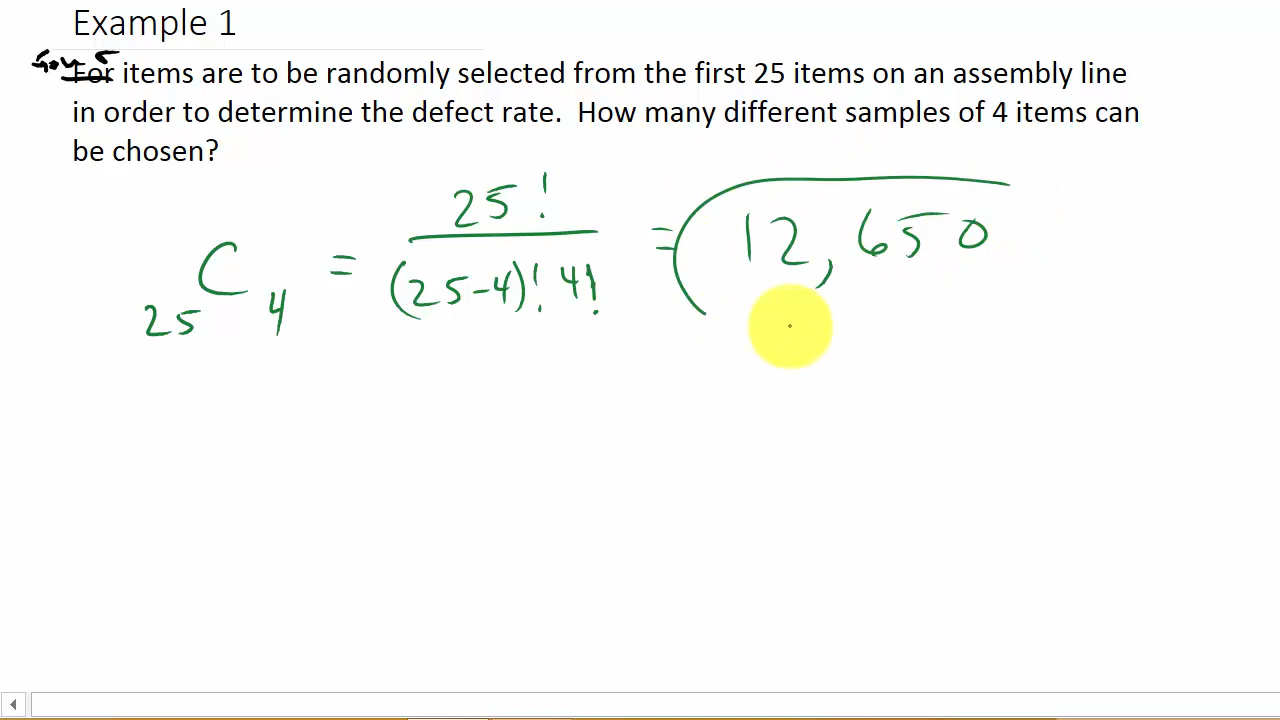 Example 1
For items are to be randomly selected from the first 25 items on an assembly line
in order to determine the defect rate.  How many different samples of 4 items can
be chosen?
25C4 = 25! / (25-4)! 4! = 12,650